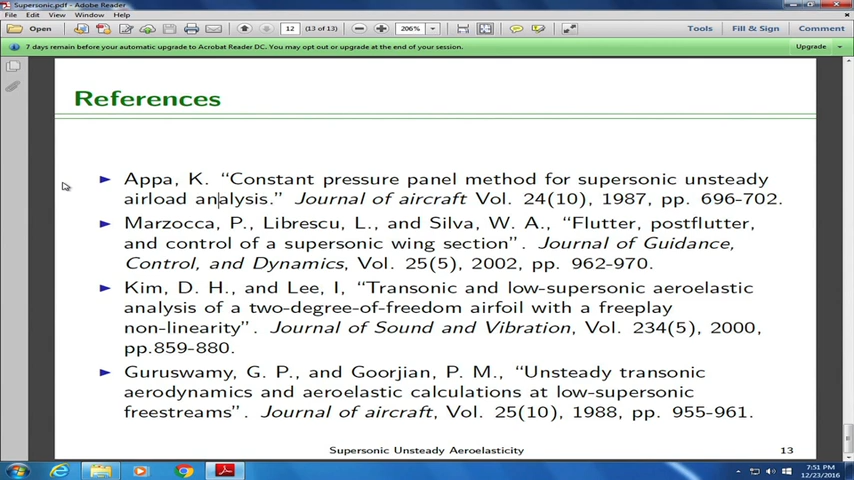 Supersonic.pdf - Adobe Reader
File Edit View Window Help
Open 12 (13 of 13) 206% Tools Fill & Sign Comment
7 days remain before your automatic upgrade to Acrobat Reader DC. You may opt out or upgrade at the end of your session. Upgrade
References
Appa, K. “Constant pressure panel method for supersonic unsteady
airload analysis.” Journal of aircraft Vol. 24(10), 1987, pp. 696-702.
Marzocca, P., Librescu, L., and Silva, W. A., “Flutter, postflutter,
and control of a supersonic wing section”. Journal of Guidance,
Control, and Dynamics, Vol. 25(5), 2002, pp. 962-970.
Kim, D. H., and Lee, I, “Transonic and low-supersonic aeroelastic
analysis of a two-degree-of-freedom airfoil with a freeplay
non-linearity”. Journal of Sound and Vibration, Vol. 234(5), 2000,
pp.859-880.
Guruswamy, G. P., and Goorjian, P. M., “Unsteady transonic
aerodynamics and aeroelastic calculations at low-supersonic
freestreams”. Journal of aircraft, Vol. 25(10), 1988, pp. 955-961.
Supersonic Unsteady Aeroelasticity 13
7:51 PM
12/23/2016